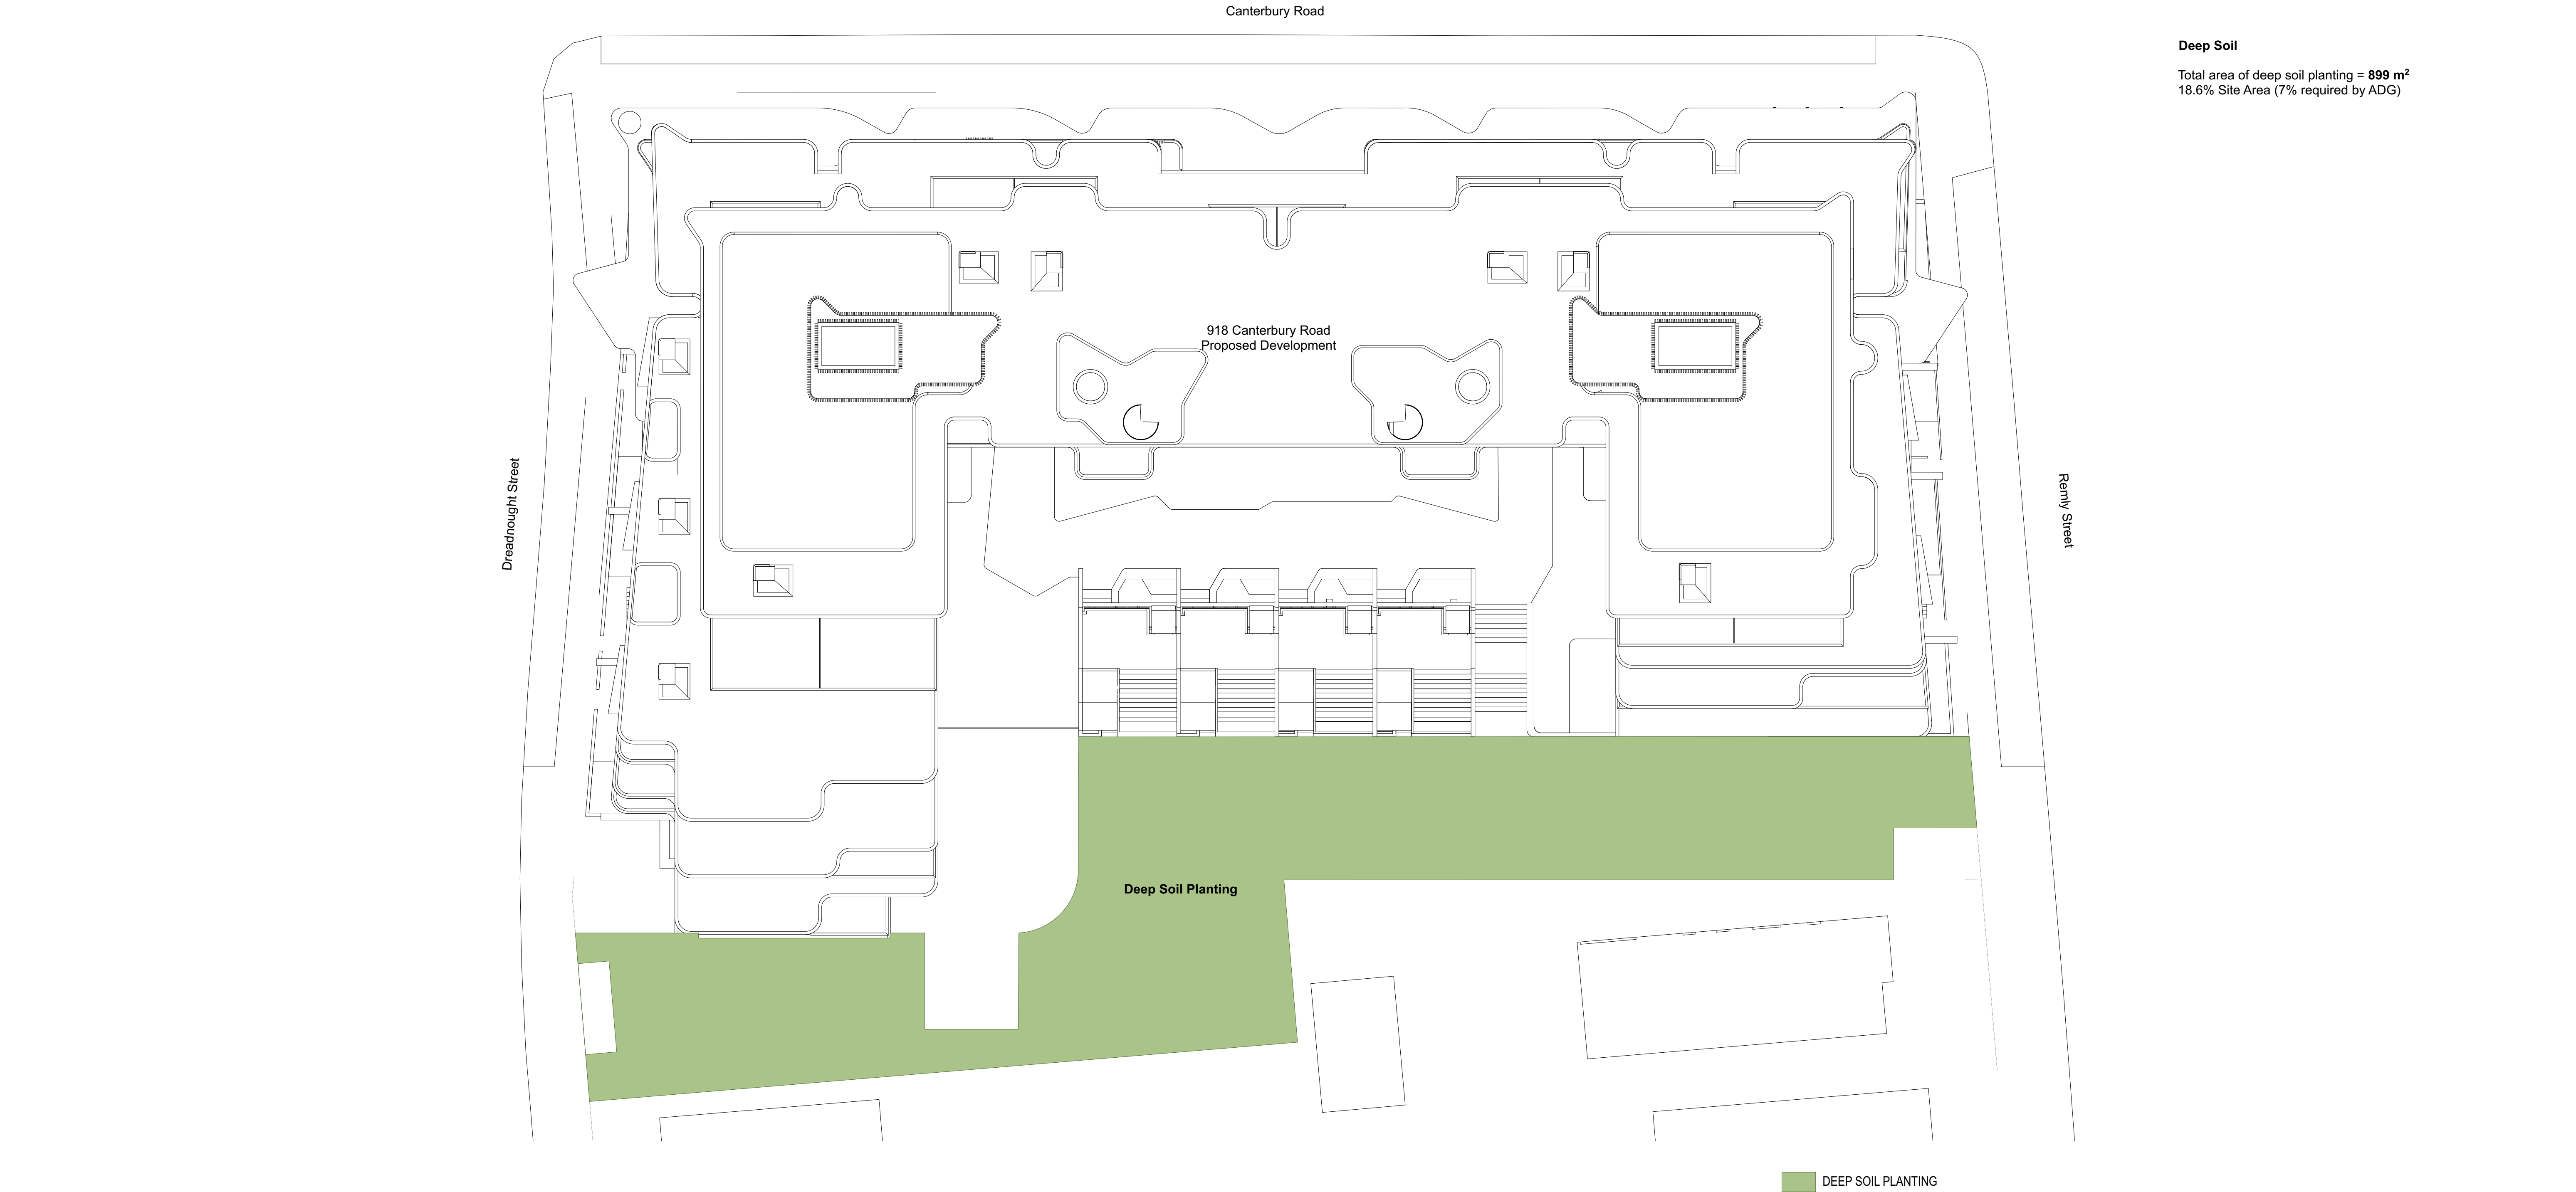 Canterbury Road
Deep Soil
Total area of deep soil planting = 899 m²
18.6% Site Area (7% required by ADG)
918 Canterbury Road
Proposed Development
Dreadnought Street
Remly Street
Deep Soil Planting
DEEP SOIL PLANTING